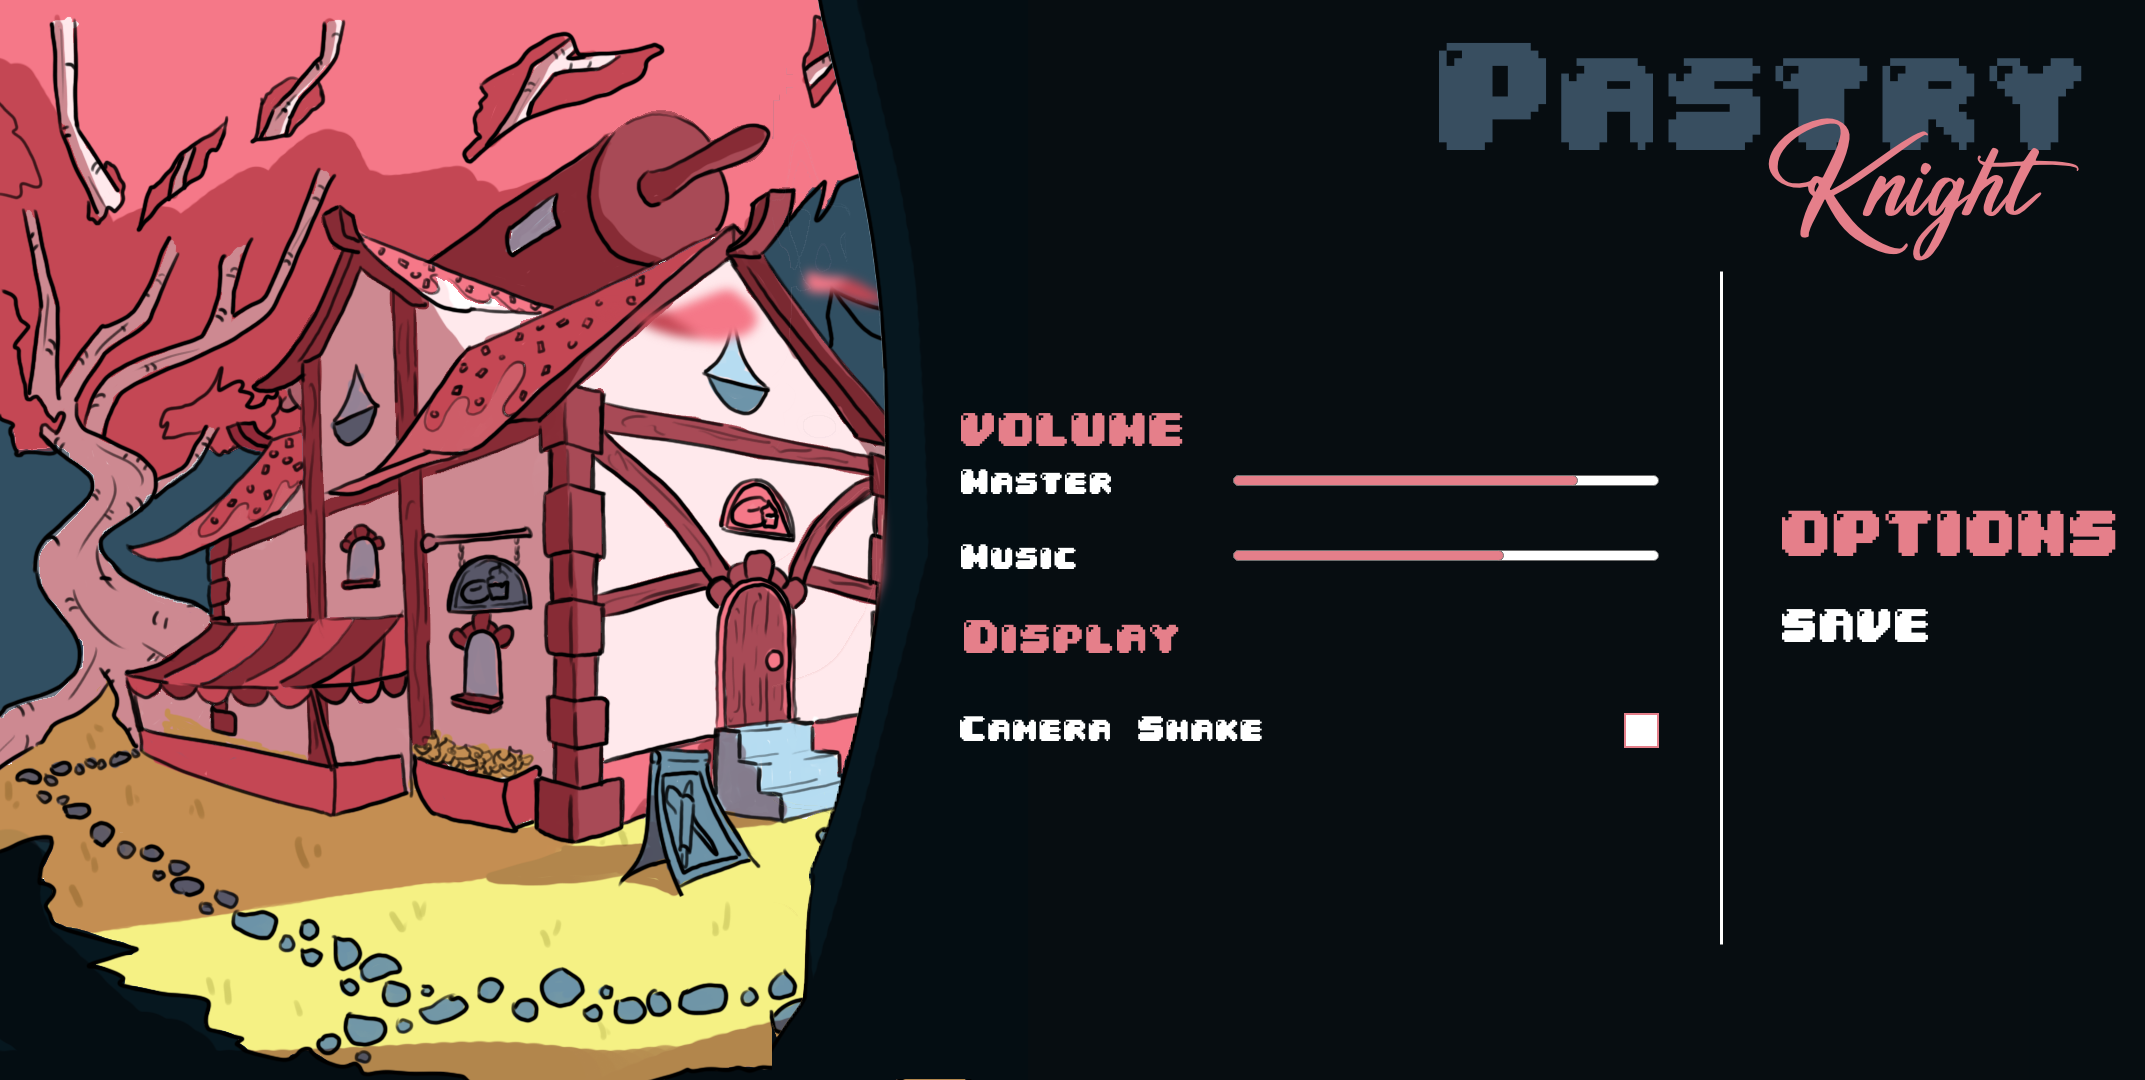 Pastry
Knight
VOLUME
Master
Music
Display
Camera Shake
OPTIONS
SAVE